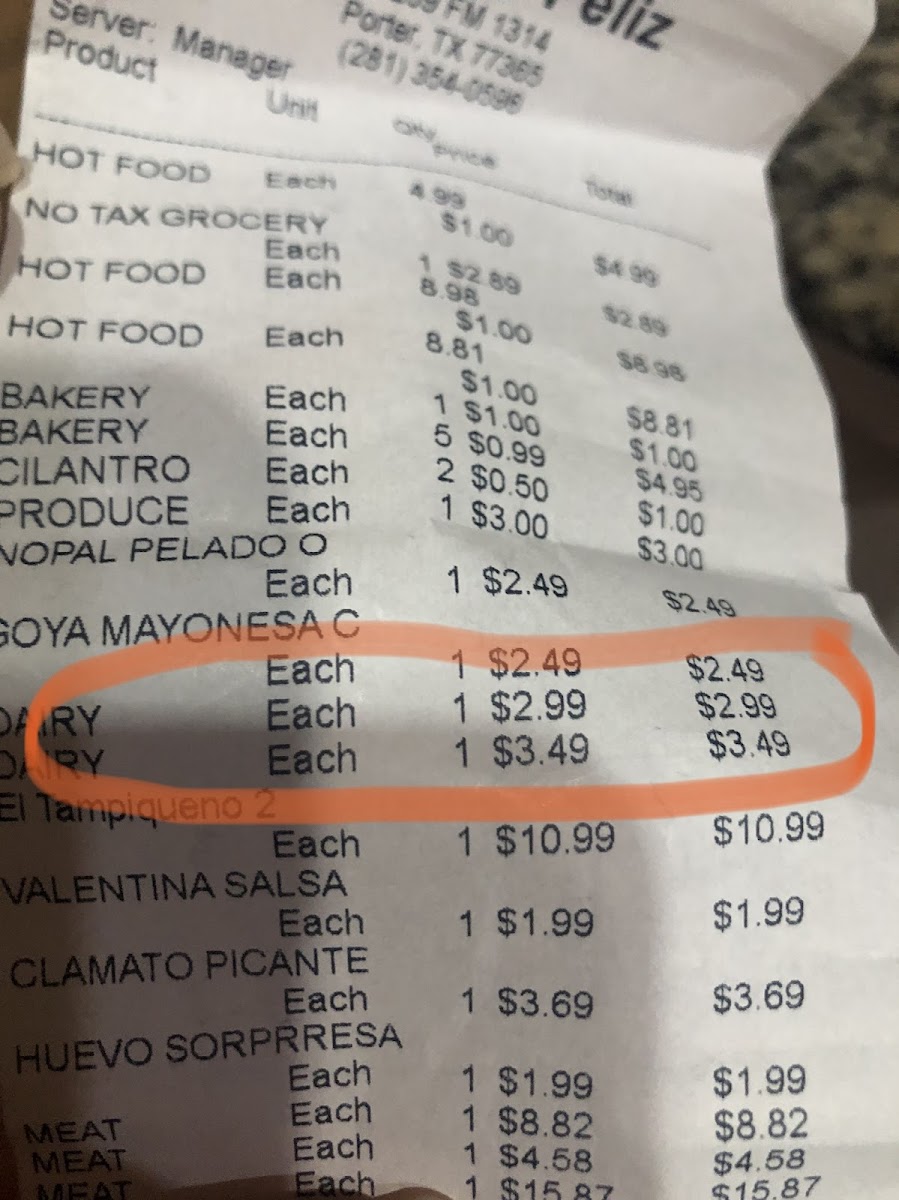 eliz
FM 1314
Porter, TX 77365
(281) 354-0596
Server: Manager
Product
Unit
Qty
Price
Total
HOT FOOD Each 4.99
$1.00 $4.99
NO TAX GROCERY
Each 1 $2.89 $2.89
HOT FOOD Each 8.98
$1.00 $8.98
HOT FOOD Each 8.81
$1.00 $8.81
BAKERY Each 1 $1.00 $1.00
BAKERY Each 5 $0.99 $4.95
CILANTRO Each 2 $0.50 $1.00
PRODUCE Each 1 $3.00 $3.00
NOPAL PELADO O
Each 1 $2.49 $2.49
GOYA MAYONESA C
Each 1 $2.49 $2.49
DAIRY Each 1 $2.99 $2.99
DAIRY Each 1 $3.49 $3.49
El Tampiqueno 2
Each 1 $10.99 $10.99
VALENTINA SALSA
Each 1 $1.99 $1.99
CLAMATO PICANTE
Each 1 $3.69 $3.69
HUEVO SORPRRESA
Each 1 $1.99 $1.99
MEAT Each 1 $8.82 $8.82
MEAT Each 1 $4.58 $4.58
MEAT Each 1 $15.87 $15.87